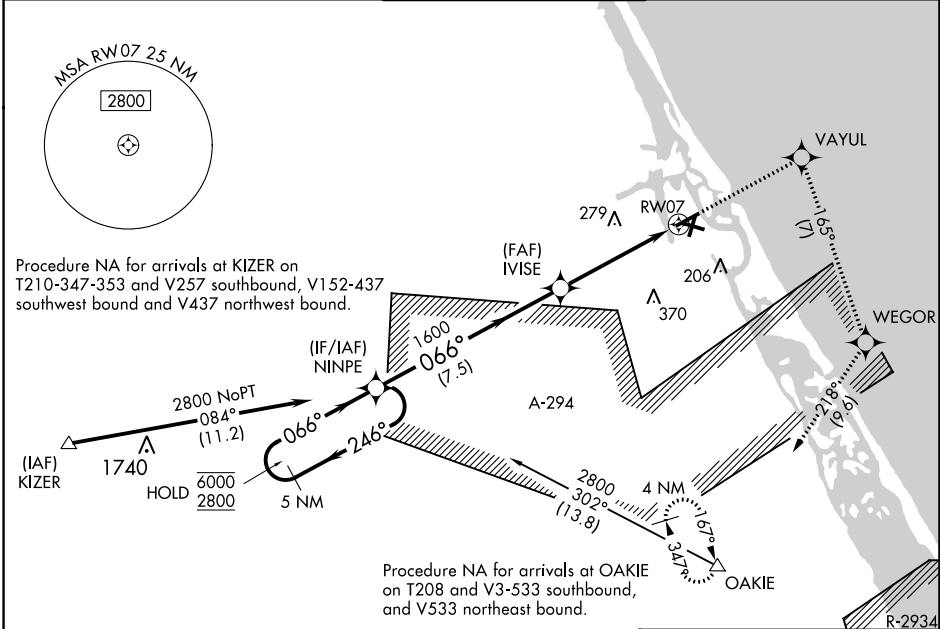 MSA RW07 25 NM
2800
VAYUL
279
RW07
165°
(7)
(FAF)
IVISE
206
370
Procedure NA for arrivals at KIZER on
T210-347-353 and V257 southbound, V152-437
southwest bound and V437 northwest bound.
WEGOR
(IF/IAF)
NINPE
1600
066°
(7.5)
2800 NoPT
084°
(11.2)
A-294
218°
(9.6)
066°
246°
(IAF)
KIZER
1740
HOLD
6000
2800
5 NM
2800
302°
(13.8)
4 NM
167°
347°
OAKIE
Procedure NA for arrivals at OAKIE
on T208 and V3-533 southbound,
and V533 northeast bound.
R-2934